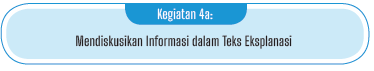 Kegiatan 4a:
Mendiskusikan Informasi dalam Teks Eksplanasi